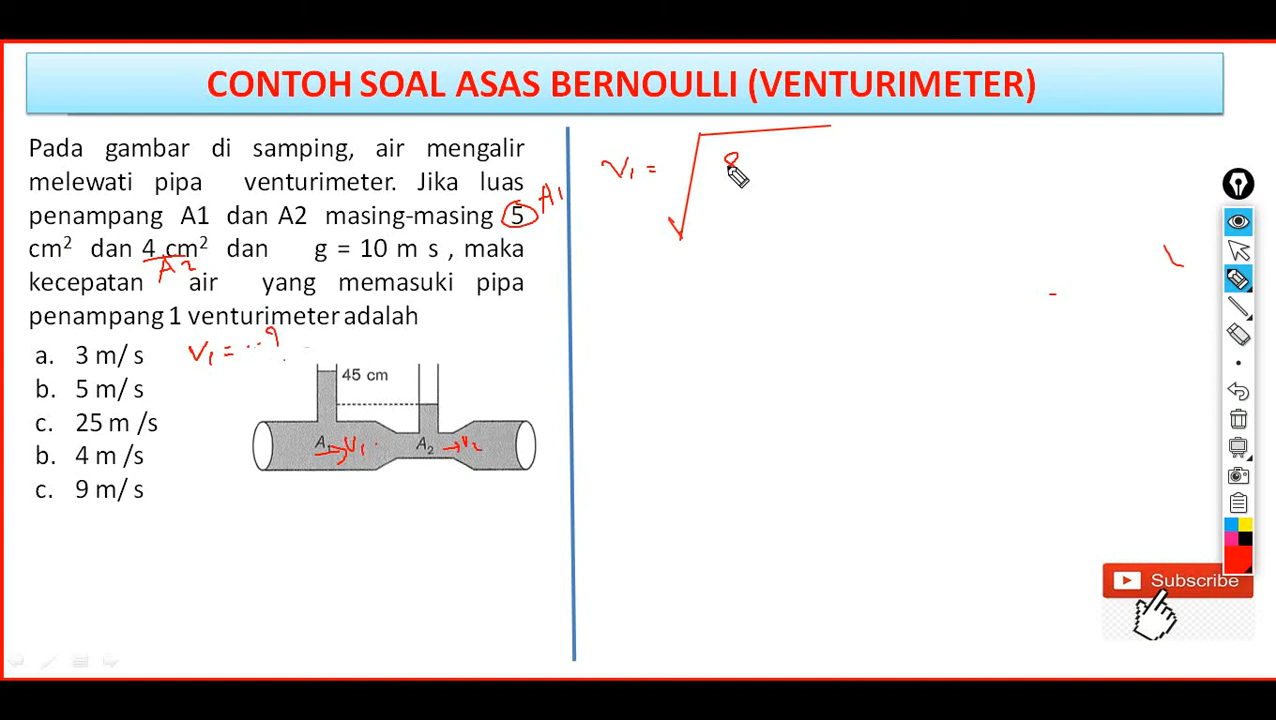 CONTOH SOAL ASAS BERNOULLI (VENTURIMETER)
Pada gambar di samping, air mengalir
melewati pipa venturimeter. Jika luas
penampang A1 dan A2 masing-masing 5 A1
cm² dan 4 cm² dan g = 10 m s , maka
A2
kecepatan air yang memasuki pipa
penampang 1 venturimeter adalah
a. 3 m/ s V₁ = ...?
b. 5 m/ s
c. 25 m /s
b. 4 m /s
c. 9 m/ s
45 cm
A₁ V₁ A₂ V₂
V₁ = √
Subscribe